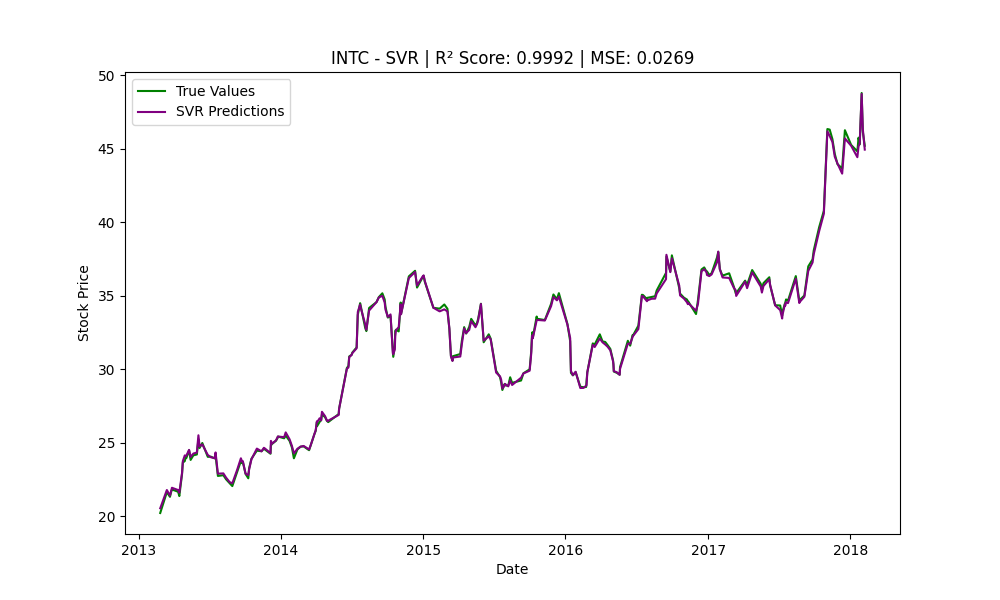 INTC - SVR | R² Score: 0.9992 | MSE: 0.0269
True Values
SVR Predictions
50
45
40
35
30
25
20
Stock Price
2013 2014 2015 2016 2017 2018
Date